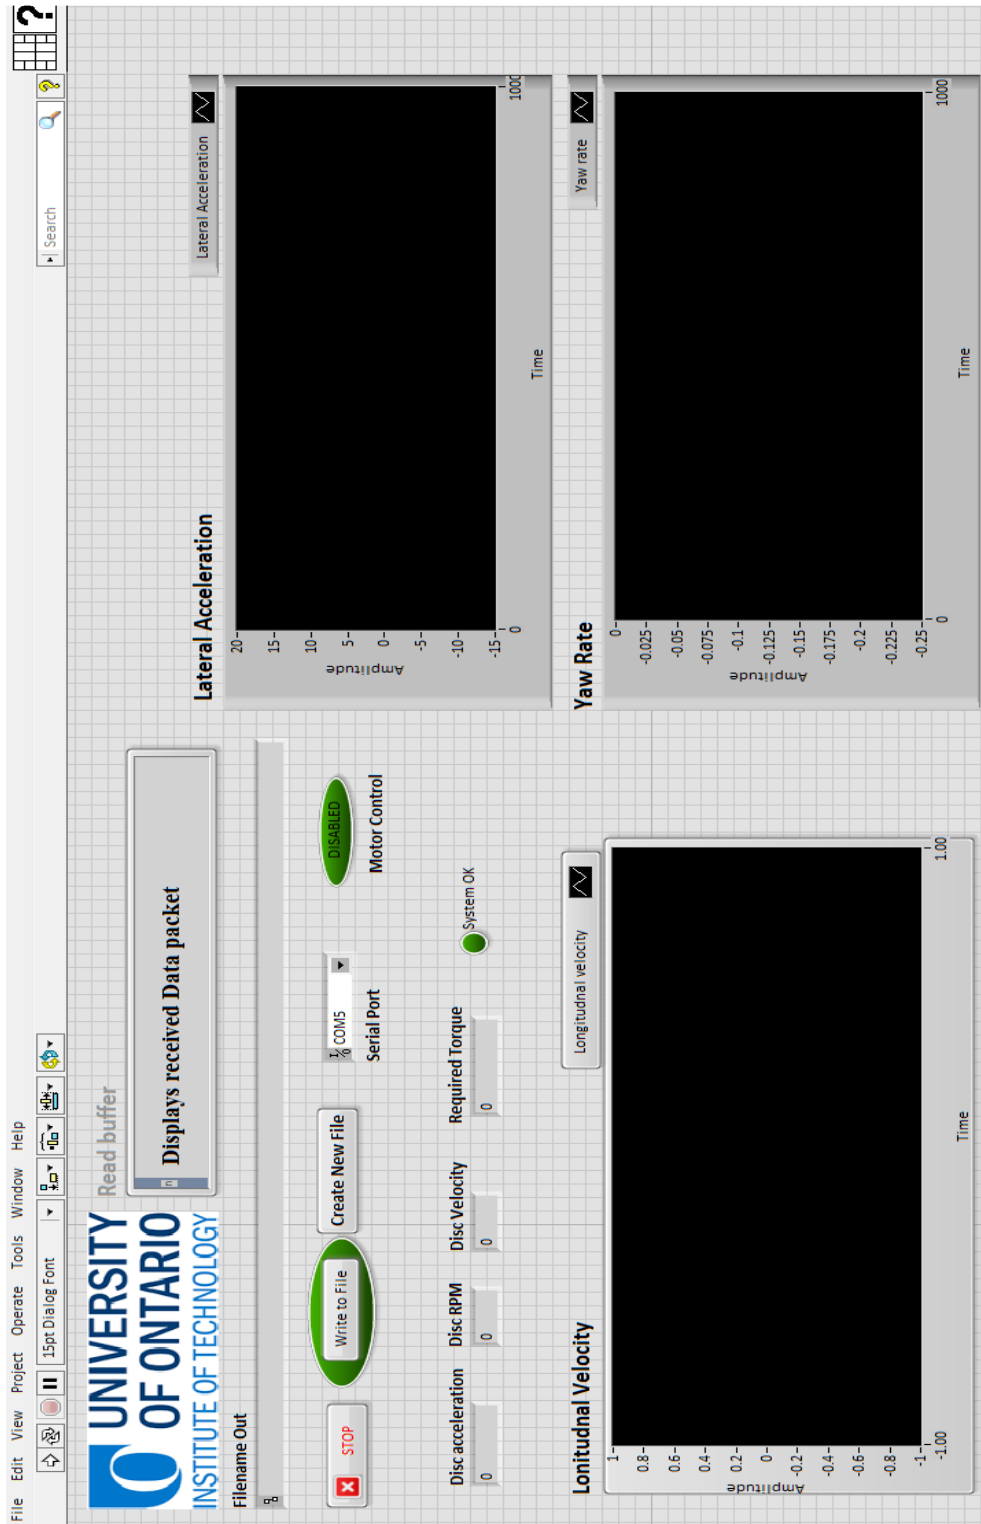 File Edit View Project Operate Tools Window Help
15pt Dialog Font
Search
?
UNIVERSITY
OF ONTARIO
INSTITUTE OF TECHNOLOGY
Read buffer
Displays received Data packet
Filename Out
STOP
Write to File
Create New File
COM5
Serial Port
DISABLED
Motor Control
Disc acceleration
0
Disc RPM
0
Disc Velocity
0
Required Torque
0
System OK
Lonitudnal Velocity
Longitudnal velocity
Amplitude
1
0.8
0.6
0.4
0.2
0
-0.2
-0.4
-0.6
-0.8
-1
-1.00
1.00
Time
Lateral Acceleration
Lateral Acceleration
Amplitude
20
15
10
5
0
-5
-10
-15
0
1000
Time
Yaw Rate
Yaw rate
Amplitude
0
-0.025
-0.05
-0.075
-0.1
-0.125
-0.15
-0.175
-0.2
-0.225
-0.25
0
1000
Time